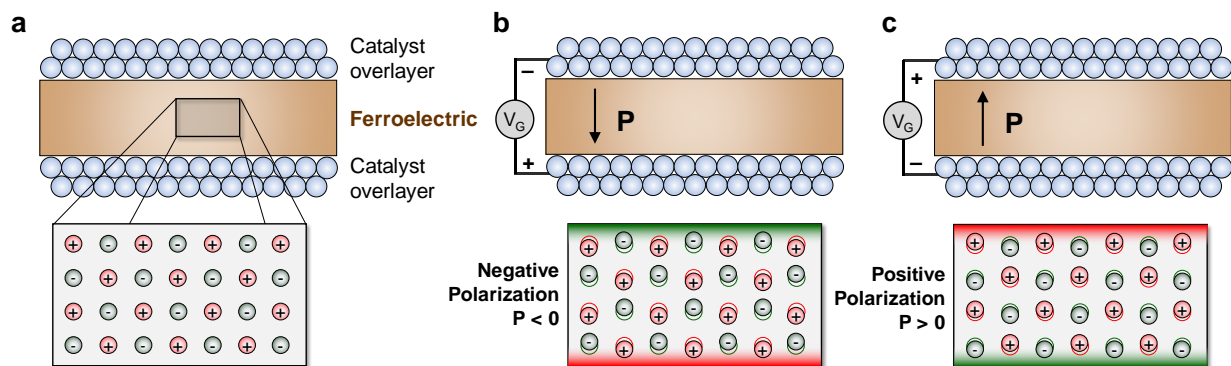 a
Catalyst
overlayer
Ferroelectric
Catalyst
overlayer
+ - + - + - +
- + - + - + -
+ - + - + - +
- + - + - + -
b
–
V_G
P
+
Negative
Polarization
P < 0
+ - + - + - +
- + - + - + -
+ - + - + - +
- + - + - + -
c
+
V_G
P
–
Positive
Polarization
P > 0
+ - + - + - +
- + - + - + -
+ - + - + - +
- + - + - + -